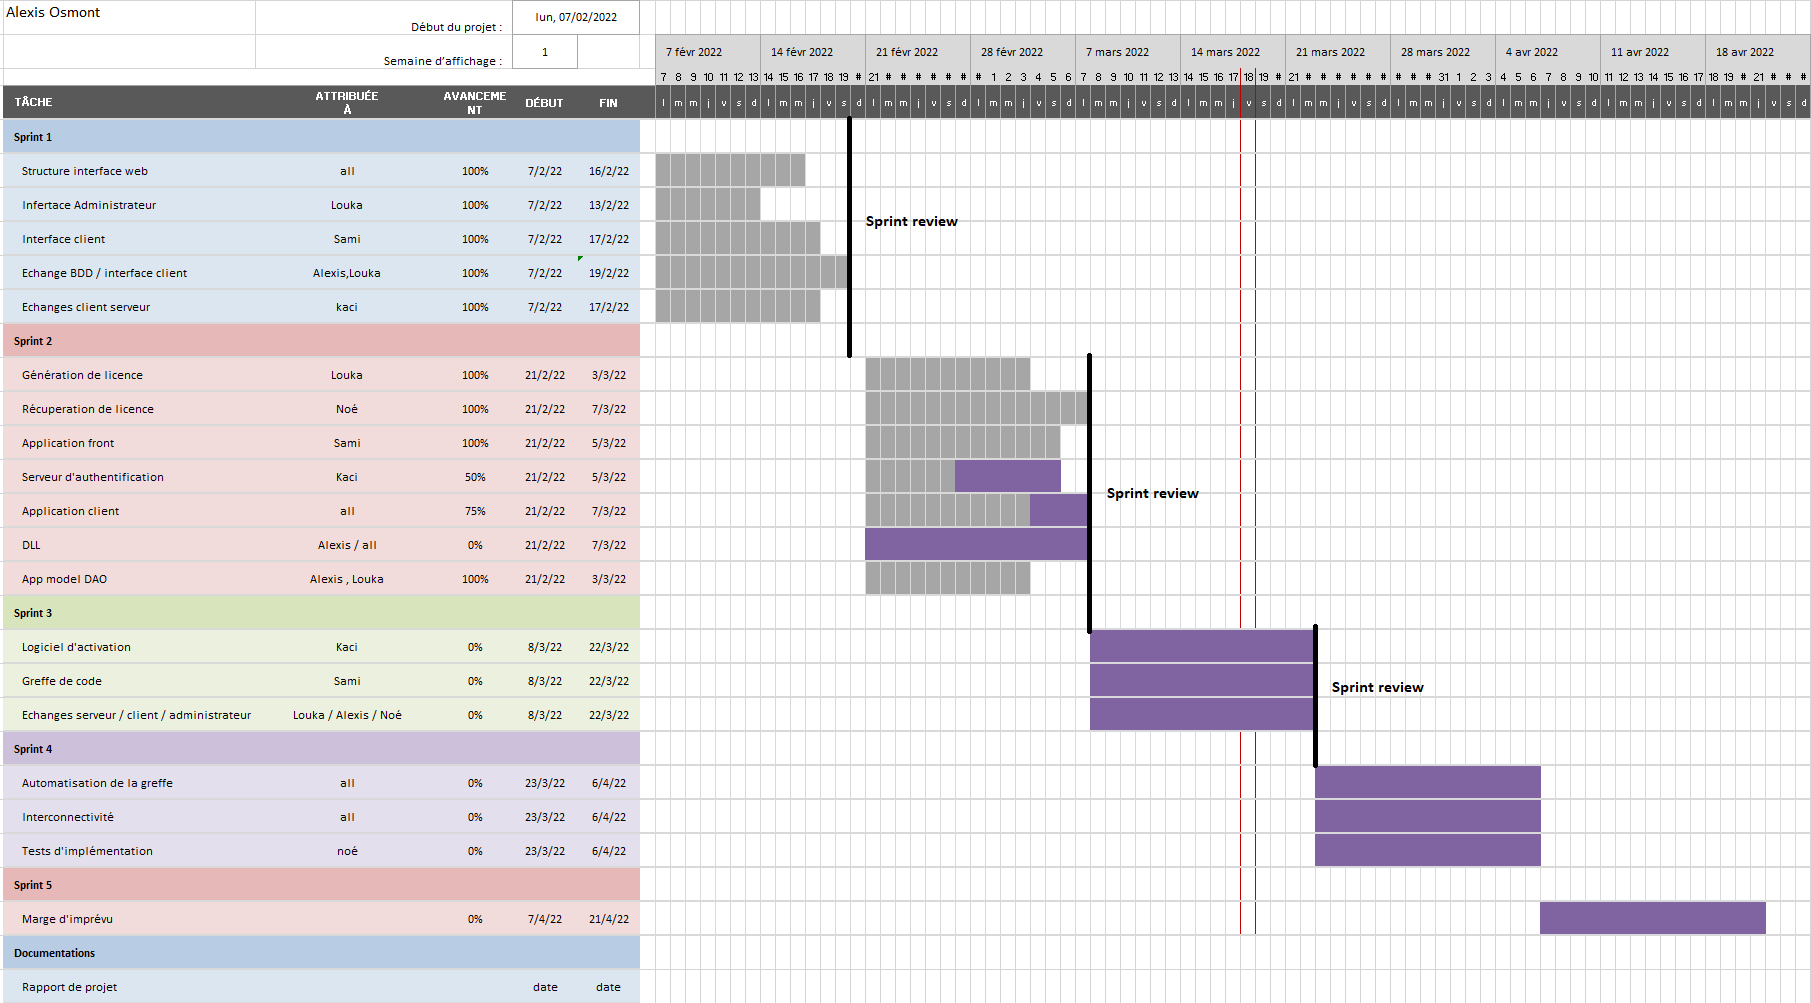 Alexis Osmont
Début du projet :
lun, 07/02/2022
Semaine d'affichage :
1
7 févr 2022 14 févr 2022 21 févr 2022 28 févr 2022 7 mars 2022 14 mars 2022 21 mars 2022 28 mars 2022 4 avr 2022 11 avr 2022 18 avr 2022
7 8 9 10 11 12 13 14 15 16 17 18 19 # 21 # # # # # # # 1 2 3 4 5 6 7 8 9 10 11 12 13 14 15 16 17 18 19 # 21 # # # # # # # # # 31 1 2 3 4 5 6 7 8 9 10 11 12 13 14 15 16 17 18 19 # 21 # # #
TÂCHE ATTRIBUÉE À AVANCEMENT DÉBUT FIN l m m j v s d l m m j v s d l m m j v s d l m m j v s d l m m j v s d l m m j v s d l m m j v s d l m m j v s d l m m j v s d l m m j v s d l m m j v s d
Sprint 1
Structure interface web all 100% 7/2/22 16/2/22
Infertace Administrateur Louka 100% 7/2/22 13/2/22
Sprint review
Interface client Sami 100% 7/2/22 17/2/22
Echange BDD / interface client Alexis,Louka 100% 7/2/22 19/2/22
Echanges client serveur kaci 100% 7/2/22 17/2/22
Sprint 2
Génération de licence Louka 100% 21/2/22 3/3/22
Récuperation de licence Noé 100% 21/2/22 7/3/22
Application front Sami 100% 21/2/22 5/3/22
Serveur d'authentification Kaci 50% 21/2/22 5/3/22
Sprint review
Application client all 75% 21/2/22 7/3/22
DLL Alexis / all 0% 21/2/22 7/3/22
App model DAO Alexis , Louka 100% 21/2/22 3/3/22
Sprint 3
Logiciel d'activation Kaci 0% 8/3/22 22/3/22
Greffe de code Sami 0% 8/3/22 22/3/22
Sprint review
Echanges serveur / client / administrateur Louka / Alexis / Noé 0% 8/3/22 22/3/22
Sprint 4
Automatisation de la greffe all 0% 23/3/22 6/4/22
Interconnectivité all 0% 23/3/22 6/4/22
Tests d'implémentation noé 0% 23/3/22 6/4/22
Sprint 5
Marge d'imprévu 0% 7/4/22 21/4/22
Documentations
Rapport de projet date date